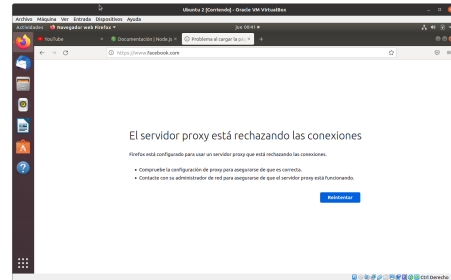 Ubuntu 2 [Corriendo] - Oracle VM VirtualBox
Archivo Máquina Ver Entrada Dispositivos Ayuda
Actividades Navegador web Firefox jue 08:41
YouTube Documentación | Node.js Problema al cargar la pág
https://www.facebook.com
El servidor proxy está rechazando las conexiones
Firefox está configurado para usar un servidor proxy que está rechazando las conexiones.
Compruebe la configuración de proxy para asegurarse de que es correcta.
Contacte con su administrador de red para asegurarse de que el servidor proxy está funcionando.
Reintentar
Ctrl Derecho